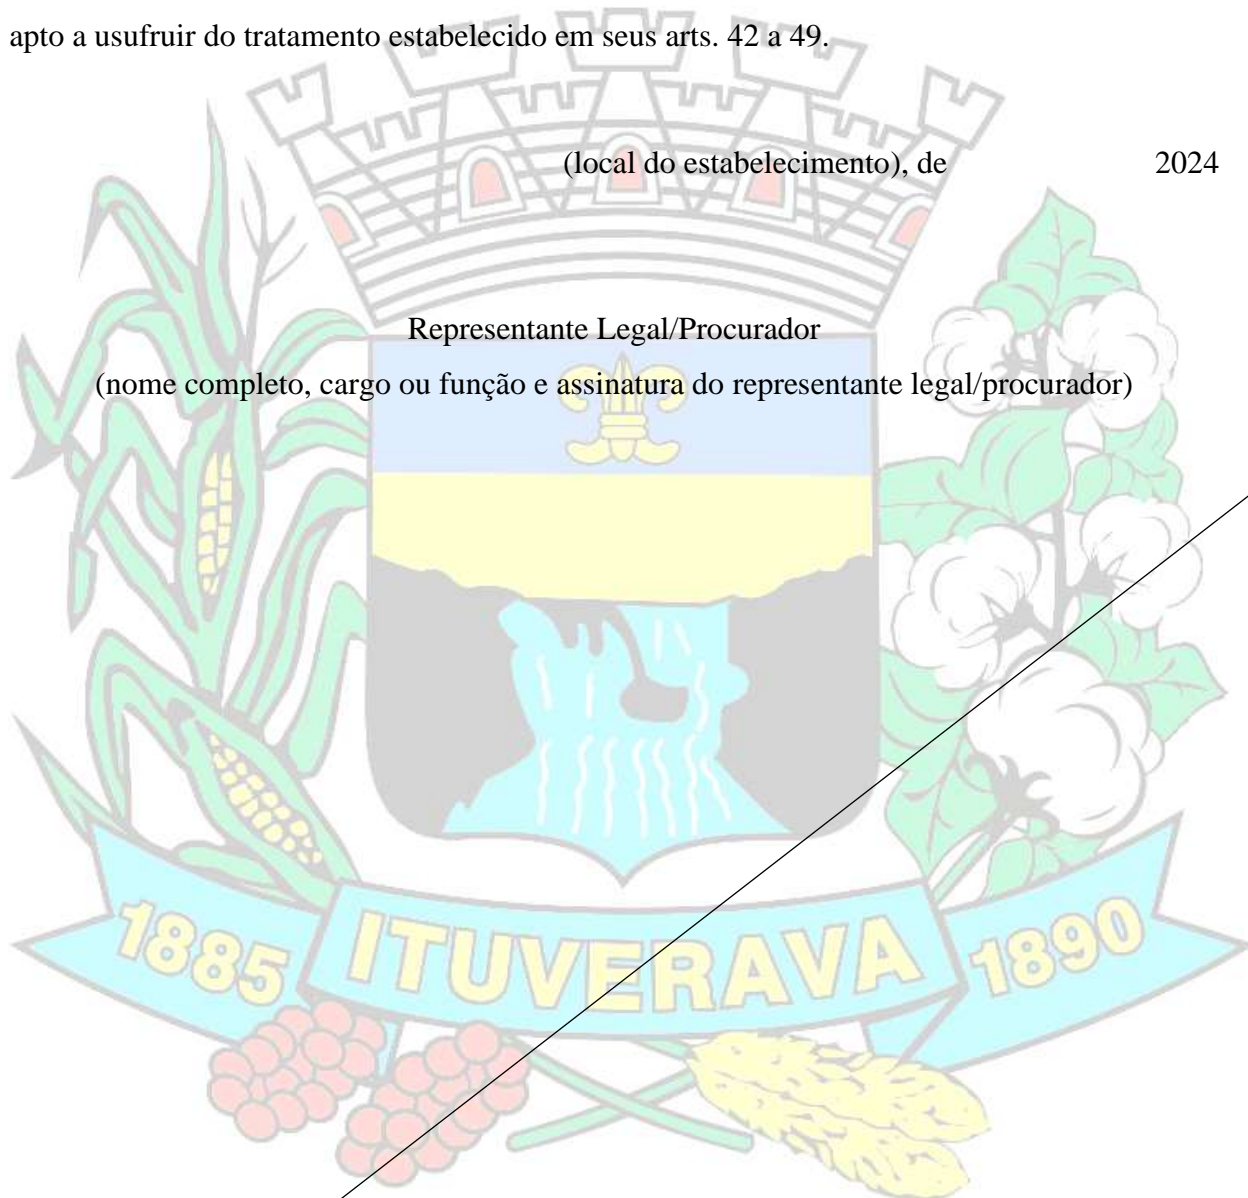 apto a usufruir do tratamento estabelecido em seus arts. 42 a 49.
(local do estabelecimento), de 2024
Representante Legal/Procurador
(nome completo, cargo ou função e assinatura do representante legal/procurador)
1885 ITUVERAVA 1890